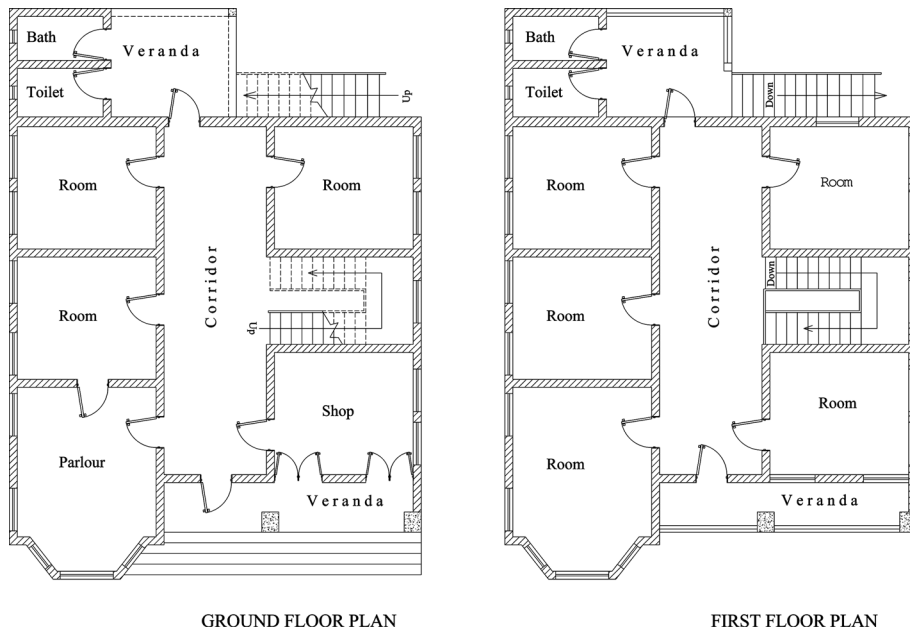 Bath
Veranda
Toilet
Up
Room
Room
Corridor
Room
Up
Shop
Parlour
Veranda
GROUND FLOOR PLAN
Bath
Veranda
Toilet
Down
Room
Room
Corridor
Down
Room
Room
Room
Veranda
FIRST FLOOR PLAN